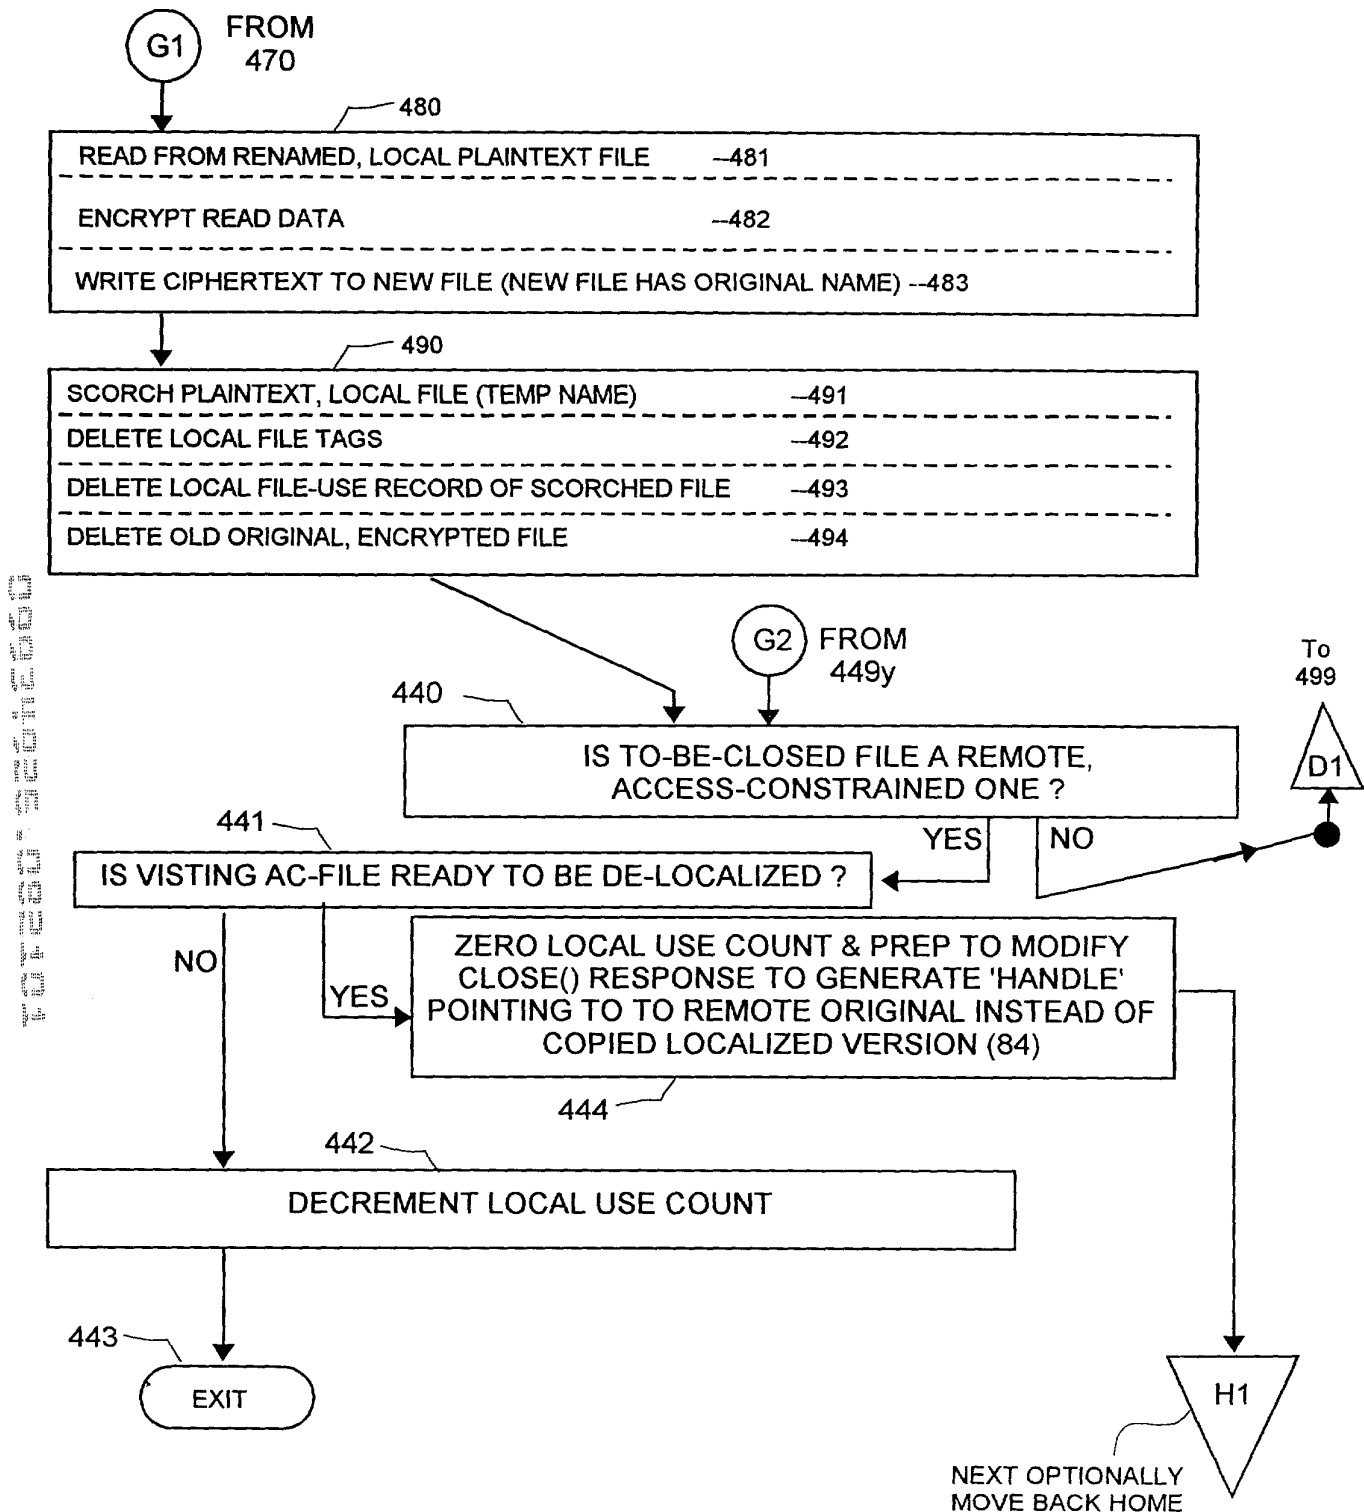 G1
FROM
470
480
READ FROM RENAMED, LOCAL PLAINTEXT FILE --481
ENCRYPT READ DATA --482
WRITE CIPHERTEXT TO NEW FILE (NEW FILE HAS ORIGINAL NAME) --483
490
SCORCH PLAINTEXT, LOCAL FILE (TEMP NAME) --491
DELETE LOCAL FILE TAGS --492
DELETE LOCAL FILE-USE RECORD OF SCORCHED FILE --493
DELETE OLD ORIGINAL, ENCRYPTED FILE --494
G2
FROM
449y
To
499
D1
440
IS TO-BE-CLOSED FILE A REMOTE,
ACCESS-CONSTRAINED ONE ?
YES
NO
441
IS VISTING AC-FILE READY TO BE DE-LOCALIZED ?
NO
YES
ZERO LOCAL USE COUNT & PREP TO MODIFY
CLOSE() RESPONSE TO GENERATE 'HANDLE'
POINTING TO TO REMOTE ORIGINAL INSTEAD OF
COPIED LOCALIZED VERSION (84)
444
442
DECREMENT LOCAL USE COUNT
443
EXIT
H1
NEXT OPTIONALLY
MOVE BACK HOME